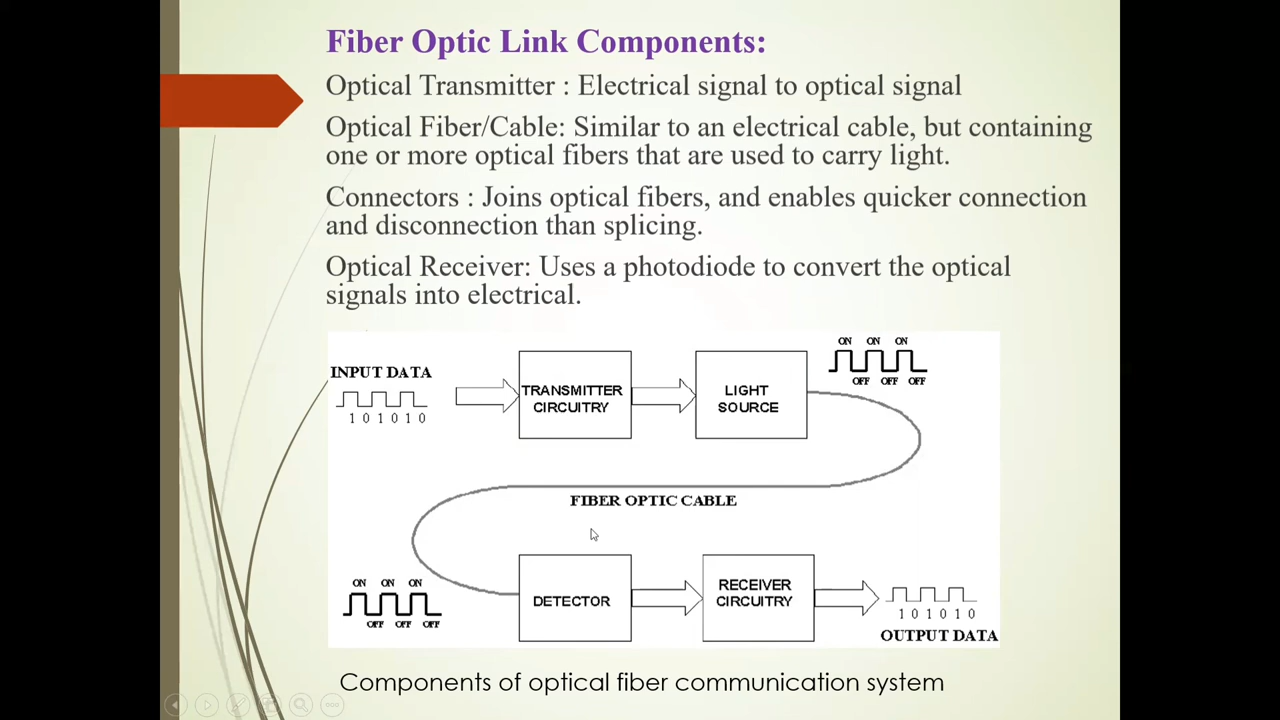 Fiber Optic Link Components:
Optical Transmitter : Electrical signal to optical signal
Optical Fiber/Cable: Similar to an electrical cable, but containing
one or more optical fibers that are used to carry light.
Connectors : Joins optical fibers, and enables quicker connection
and disconnection than splicing.
Optical Receiver: Uses a photodiode to convert the optical
signals into electrical.
INPUT DATA
1 0 1 0 1 0
TRANSMITTER
CIRCUITRY
LIGHT
SOURCE
ON ON ON
OFF OFF OFF
FIBER OPTIC CABLE
ON ON ON
OFF OFF OFF
DETECTOR
RECEIVER
CIRCUITRY
1 0 1 0 1 0
OUTPUT DATA
Components of optical fiber communication system